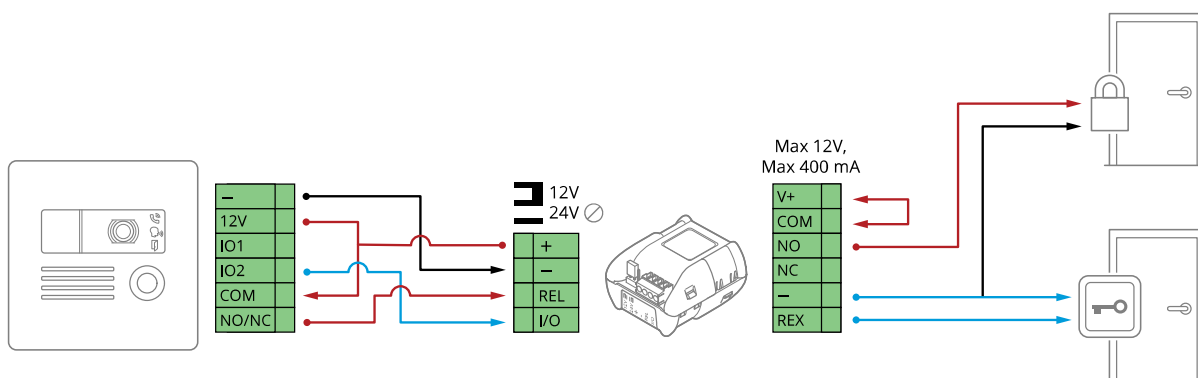 –
12V
IO1
IO2
COM
NO/NC
12V
24V
+
–
REL
I/O
Max 12V,
Max 400 mA
V+
COM
NO
NC
–
REX